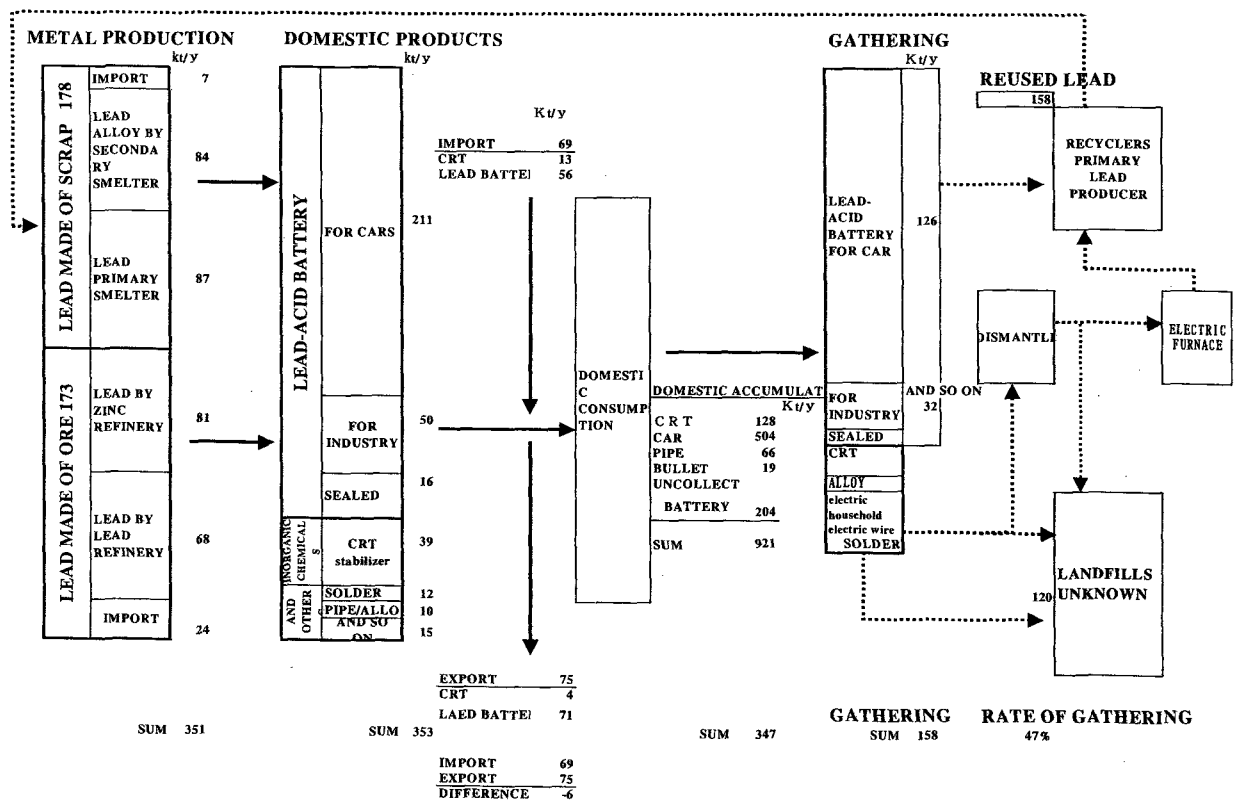 METAL PRODUCTION
kt/y
LEAD MADE OF SCRAP 178
IMPORT 7
LEAD
ALLOY BY
SECONDA
RY
SMELTER
84
LEAD
PRIMARY
SMELTER
87
LEAD MADE OF ORE 173
LEAD BY
ZINC
REFINERY
81
LEAD BY
LEAD
REFINERY
68
IMPORT
24
SUM 351
DOMESTIC PRODUCTS
kt/y
LEAD-ACID BATTERY
FOR CARS
211
FOR
INDUSTRY
50
SEALED
16
INORGANIC
CHEMICAL
S
CRT
stabilizer
39
AND
OTHER
SOLDER 12
PIPE/ALLO 10
AND SO
ON
15
SUM 353
Kt/y
IMPORT 69
CRT 13
LEAD BATTE 56
EXPORT 75
CRT 4
LAED BATTE 71
IMPORT 69
EXPORT 75
DIFFERENCE -6
DOMESTI
C
CONSUMP
TION
DOMESTIC ACCUMULAT
Kt/y
CRT 128
CAR 504
PIPE 66
BULLET 19
UNCOLLECT
BATTERY 204
SUM 921
SUM 347
GATHERING
Kt/y
LEAD-
ACID
BATTERY
FOR CAR
126
FOR
INDUSTRY
AND SO ON
32
SEALED
CRT
ALLOY
electric
household
electric wire
SOLDER
GATHERING
SUM 158
REUSED LEAD
158
RECYCLERS
PRIMARY
LEAD
PRODUCER
DISMANTLI
ELECTRIC
FURNACE
LANDFILLS
UNKNOWN
120
RATE OF GATHERING
47%